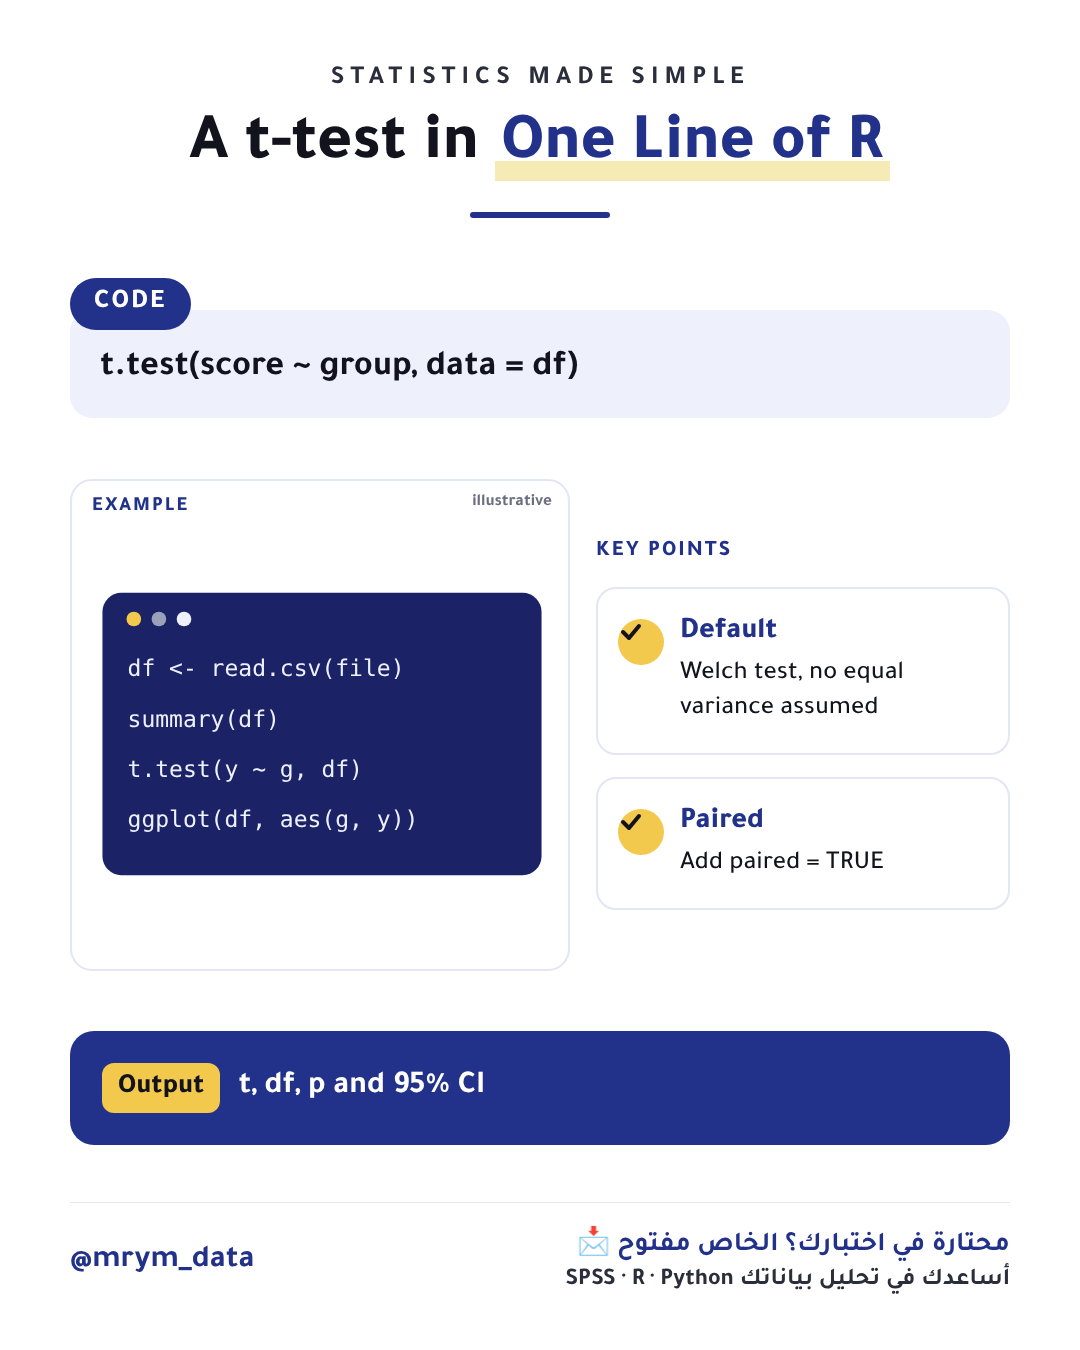 STATISTICS MADE SIMPLE
A t-test in One Line of R
CODE
t.test(score ~ group, data = df)
EXAMPLE
illustrative
df <- read.csv(file)
summary(df)
t.test(y ~ g, df)
ggplot(df, aes(g, y))
KEY POINTS
Default
Welch test, no equal
variance assumed
Paired
Add paired = TRUE
Output t, df, p and 95% CI
@mrym_data
محتارة في اختبارك؟ الخاص مفتوح 📩
أساعدك في تحليل بياناتك SPSS · R · Python